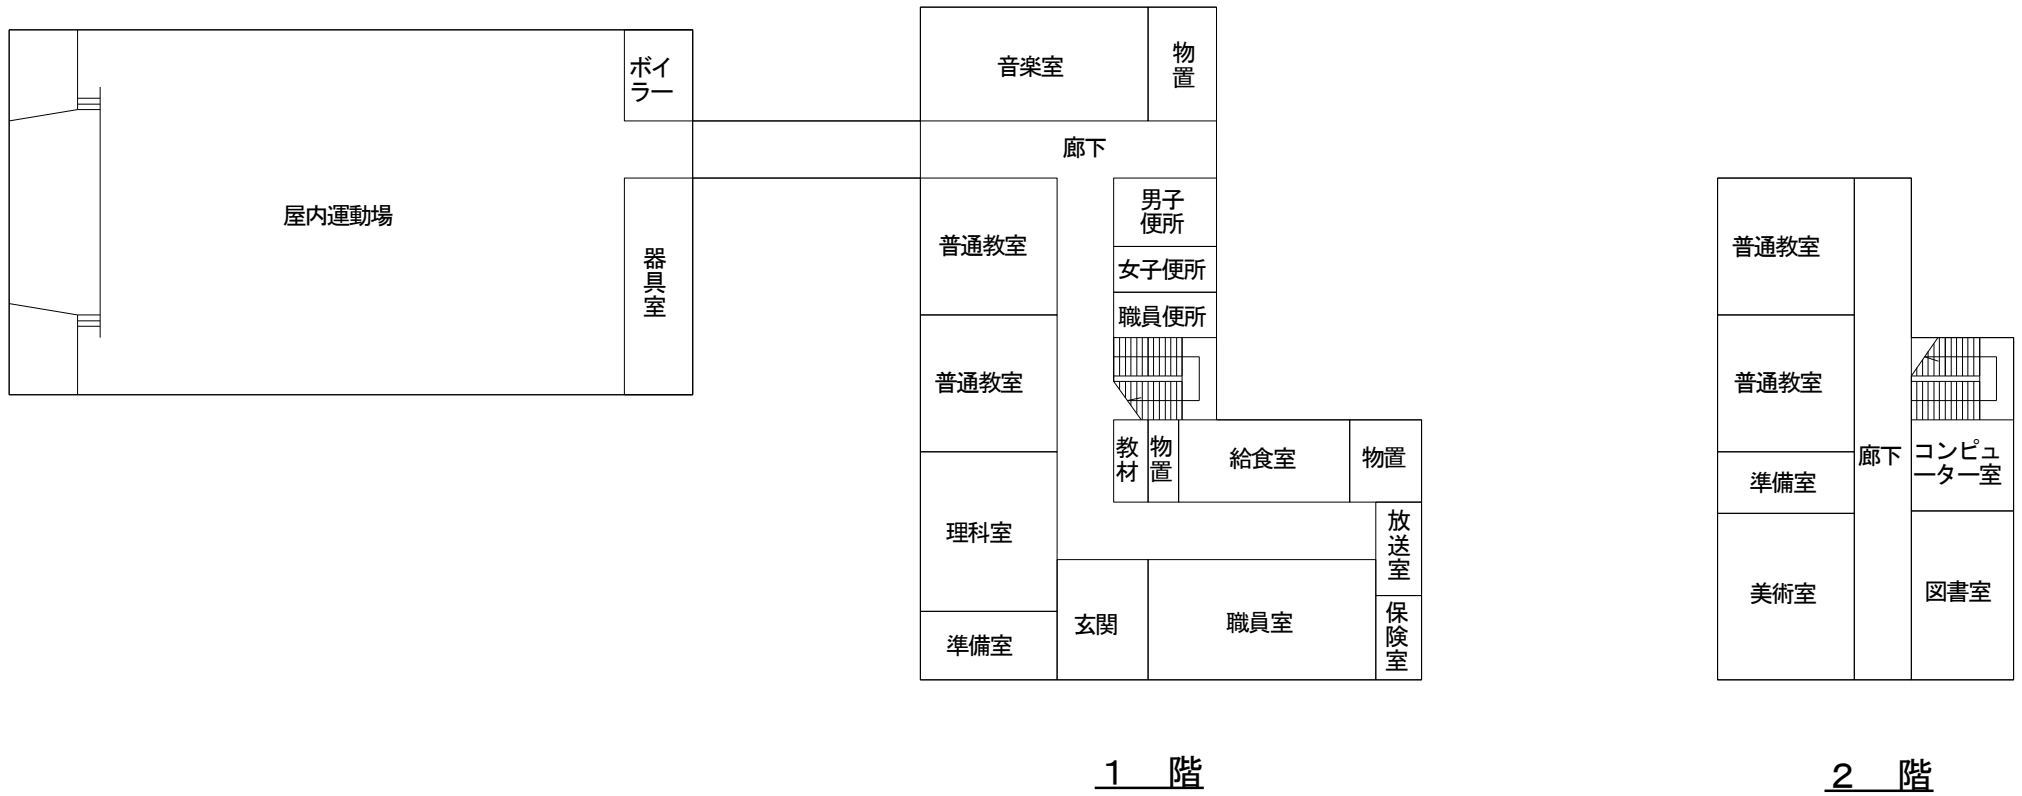 ボイ
ラー
屋内運動場
器
具
室
音楽室
物
置
廊下
男子
便所
女子便所
職員便所
普通教室
普通教室
教
材
物
置
給食室
物置
理科室
放
送
室
準備室
玄関
職員室
保
険
室
1 階
普通教室
普通教室
廊下
コンピュ
ーター室
準備室
美術室
図書室
2 階